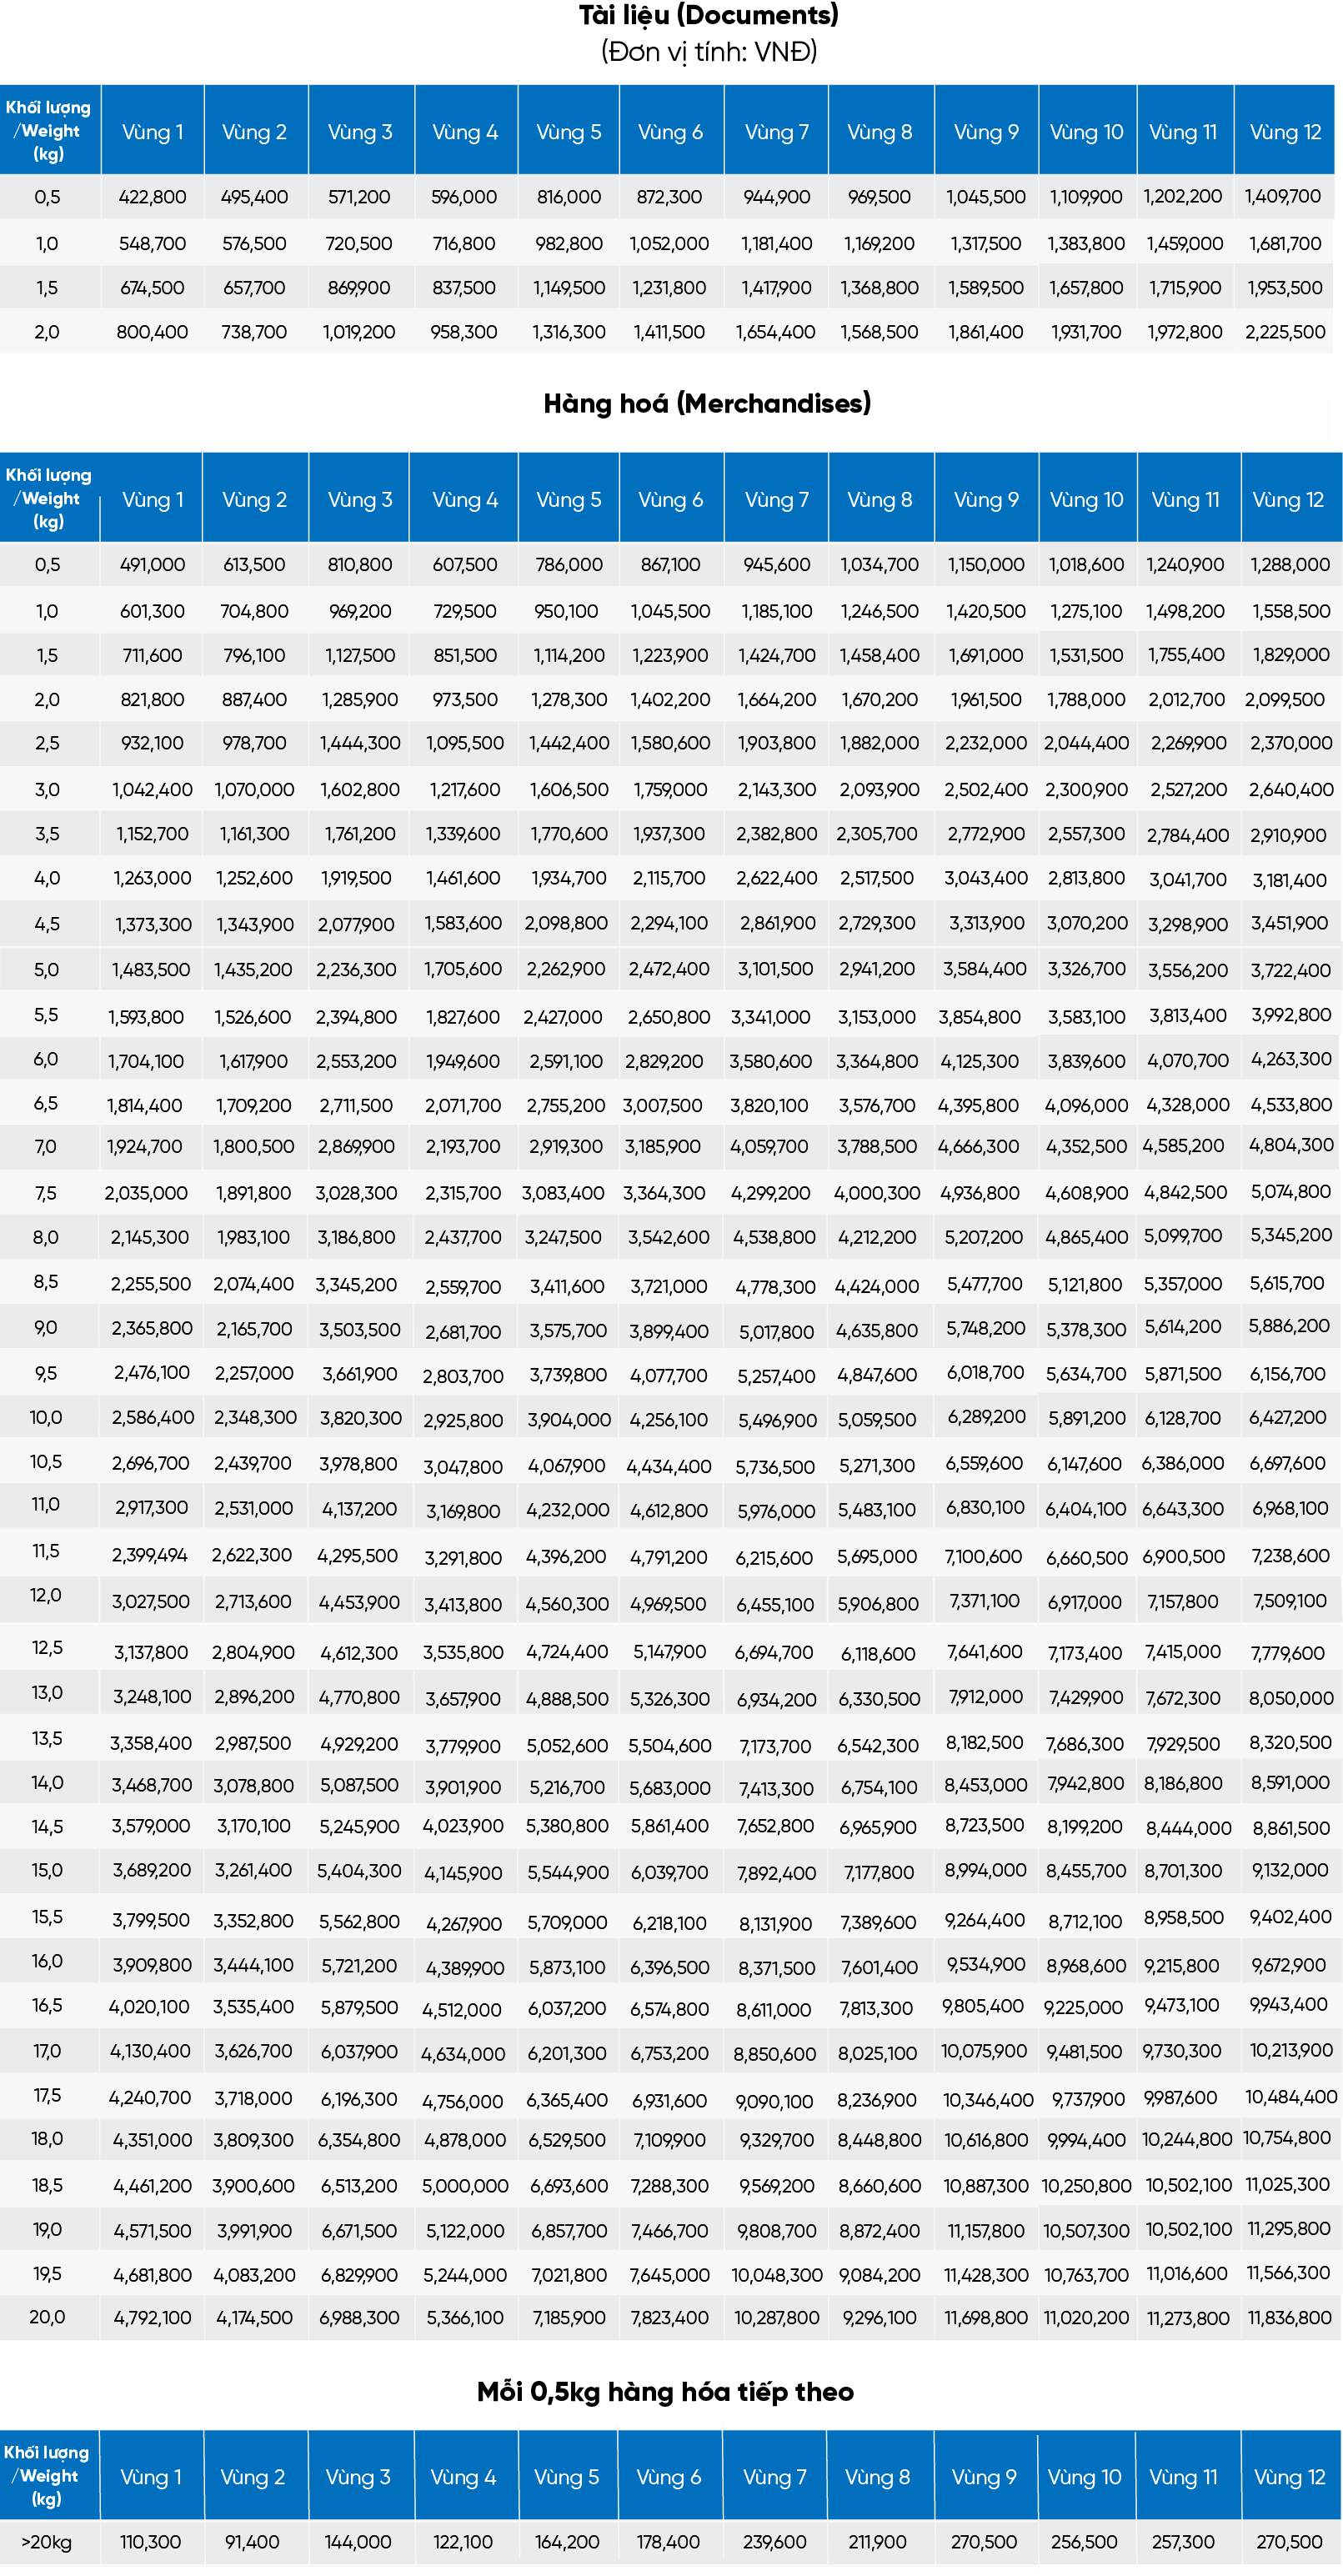 Tài liệu (Documents)
(Đơn vị tính: VNĐ)
Khối lượng /Weight (kg) Vùng 1 Vùng 2 Vùng 3 Vùng 4 Vùng 5 Vùng 6 Vùng 7 Vùng 8 Vùng 9 Vùng 10 Vùng 11 Vùng 12
0,5 422,800 495,400 571,200 596,000 816,000 872,300 944,900 969,500 1,045,500 1,109,900 1,202,200 1,409,700
1,0 548,700 576,500 720,500 716,800 982,800 1,052,000 1,181,400 1,169,200 1,317,500 1,383,800 1,459,000 1,681,700
1,5 674,500 657,700 869,900 837,500 1,149,500 1,231,800 1,417,900 1,368,800 1,589,500 1,657,800 1,715,900 1,953,500
2,0 800,400 738,700 1,019,200 958,300 1,316,300 1,411,500 1,654,400 1,568,500 1,861,400 1,931,700 1,972,800 2,225,500
Hàng hoá (Merchandises)
Khối lượng /Weight (kg) Vùng 1 Vùng 2 Vùng 3 Vùng 4 Vùng 5 Vùng 6 Vùng 7 Vùng 8 Vùng 9 Vùng 10 Vùng 11 Vùng 12
0,5 491,000 613,500 810,800 607,500 786,000 867,100 945,600 1,034,700 1,150,000 1,018,600 1,240,900 1,288,000
1,0 601,300 704,800 969,200 729,500 950,100 1,045,500 1,185,100 1,246,500 1,420,500 1,275,100 1,498,200 1,558,500
1,5 711,600 796,100 1,127,500 851,500 1,114,200 1,223,900 1,424,700 1,458,400 1,691,000 1,531,500 1,755,400 1,829,000
2,0 821,800 887,400 1,285,900 973,500 1,278,300 1,402,200 1,664,200 1,670,200 1,961,500 1,788,000 2,012,700 2,099,500
2,5 932,100 978,700 1,444,300 1,095,500 1,442,400 1,580,600 1,903,800 1,882,000 2,232,000 2,044,400 2,269,900 2,370,000
3,0 1,042,400 1,070,000 1,602,800 1,217,600 1,606,500 1,759,000 2,143,300 2,093,900 2,502,400 2,300,900 2,527,200 2,640,400
3,5 1,152,700 1,161,300 1,761,200 1,339,600 1,770,600 1,937,300 2,382,800 2,305,700 2,772,900 2,557,300 2,784,400 2,910,900
4,0 1,263,000 1,252,600 1,919,500 1,461,600 1,934,700 2,115,700 2,622,400 2,517,500 3,043,400 2,813,800 3,041,700 3,181,400
4,5 1,373,300 1,343,900 2,077,900 1,583,600 2,098,800 2,294,100 2,861,900 2,729,300 3,313,900 3,070,200 3,298,900 3,451,900
5,0 1,483,500 1,435,200 2,236,300 1,705,600 2,262,900 2,472,400 3,101,500 2,941,200 3,584,400 3,326,700 3,556,200 3,722,400
5,5 1,593,800 1,526,600 2,394,800 1,827,600 2,427,000 2,650,800 3,341,000 3,153,000 3,854,800 3,583,100 3,813,400 3,992,800
6,0 1,704,100 1,617,900 2,553,200 1,949,600 2,591,100 2,829,200 3,580,600 3,364,800 4,125,300 3,839,600 4,070,700 4,263,300
6,5 1,814,400 1,709,200 2,711,500 2,071,700 2,755,200 3,007,500 3,820,100 3,576,700 4,395,800 4,096,000 4,328,000 4,533,800
7,0 1,924,700 1,800,500 2,869,900 2,193,700 2,919,300 3,185,900 4,059,700 3,788,500 4,666,300 4,352,500 4,585,200 4,804,300
7,5 2,035,000 1,891,800 3,028,300 2,315,700 3,083,400 3,364,300 4,299,200 4,000,300 4,936,800 4,608,900 4,842,500 5,074,800
8,0 2,145,300 1,983,100 3,186,800 2,437,700 3,247,500 3,542,600 4,538,800 4,212,200 5,207,200 4,865,400 5,099,700 5,345,200
8,5 2,255,500 2,074,400 3,345,200 2,559,700 3,411,600 3,721,000 4,778,300 4,424,000 5,477,700 5,121,800 5,357,000 5,615,700
9,0 2,365,800 2,165,700 3,503,500 2,681,700 3,575,700 3,899,400 5,017,800 4,635,800 5,748,200 5,378,300 5,614,200 5,886,200
9,5 2,476,100 2,257,000 3,661,900 2,803,700 3,739,800 4,077,700 5,257,400 4,847,600 6,018,700 5,634,700 5,871,500 6,156,700
10,0 2,586,400 2,348,300 3,820,300 2,925,800 3,904,000 4,256,100 5,496,900 5,059,500 6,289,200 5,891,200 6,128,700 6,427,200
10,5 2,696,700 2,439,700 3,978,800 3,047,800 4,067,900 4,434,400 5,736,500 5,271,300 6,559,600 6,147,600 6,386,000 6,697,600
11,0 2,917,300 2,531,000 4,137,200 3,169,800 4,232,000 4,612,800 5,976,000 5,483,100 6,830,100 6,404,100 6,643,300 6,968,100
11,5 2,399,494 2,622,300 4,295,500 3,291,800 4,396,200 4,791,200 6,215,600 5,695,000 7,100,600 6,660,500 6,900,500 7,238,600
12,0 3,027,500 2,713,600 4,453,900 3,413,800 4,560,300 4,969,500 6,455,100 5,906,800 7,371,100 6,917,000 7,157,800 7,509,100
12,5 3,137,800 2,804,900 4,612,300 3,535,800 4,724,400 5,147,900 6,694,700 6,118,600 7,641,600 7,173,400 7,415,000 7,779,600
13,0 3,248,100 2,896,200 4,770,800 3,657,900 4,888,500 5,326,300 6,934,200 6,330,500 7,912,000 7,429,900 7,672,300 8,050,000
13,5 3,358,400 2,987,500 4,929,200 3,779,900 5,052,600 5,504,600 7,173,700 6,542,300 8,182,500 7,686,300 7,929,500 8,320,500
14,0 3,468,700 3,078,800 5,087,500 3,901,900 5,216,700 5,683,000 7,413,300 6,754,100 8,453,000 7,942,800 8,186,800 8,591,000
14,5 3,579,000 3,170,100 5,245,900 4,023,900 5,380,800 5,861,400 7,652,800 6,965,900 8,723,500 8,199,200 8,444,000 8,861,500
15,0 3,689,200 3,261,400 5,404,300 4,145,900 5,544,900 6,039,700 7,892,400 7,177,800 8,994,000 8,455,700 8,701,300 9,132,000
15,5 3,799,500 3,352,800 5,562,800 4,267,900 5,709,000 6,218,100 8,131,900 7,389,600 9,264,400 8,712,100 8,958,500 9,402,400
16,0 3,909,800 3,444,100 5,721,200 4,389,900 5,873,100 6,396,500 8,371,500 7,601,400 9,534,900 8,968,600 9,215,800 9,672,900
16,5 4,020,100 3,535,400 5,879,500 4,512,000 6,037,200 6,574,800 8,611,000 7,813,300 9,805,400 9,225,000 9,473,100 9,943,400
17,0 4,130,400 3,626,700 6,037,900 4,634,000 6,201,300 6,753,200 8,850,600 8,025,100 10,075,900 9,481,500 9,730,300 10,213,900
17,5 4,240,700 3,718,000 6,196,300 4,756,000 6,365,400 6,931,600 9,090,100 8,236,900 10,346,400 9,737,900 9,987,600 10,484,400
18,0 4,351,000 3,809,300 6,354,800 4,878,000 6,529,500 7,109,900 9,329,700 8,448,800 10,616,800 9,994,400 10,244,800 10,754,800
18,5 4,461,200 3,900,600 6,513,200 5,000,000 6,693,600 7,288,300 9,569,200 8,660,600 10,887,300 10,250,800 10,502,100 11,025,300
19,0 4,571,500 3,991,900 6,671,500 5,122,000 6,857,700 7,466,700 9,808,700 8,872,400 11,157,800 10,507,300 10,502,100 11,295,800
19,5 4,681,800 4,083,200 6,829,900 5,244,000 7,021,800 7,645,000 10,048,300 9,084,200 11,428,300 10,763,700 11,016,600 11,566,300
20,0 4,792,100 4,174,500 6,988,300 5,366,100 7,185,900 7,823,400 10,287,800 9,296,100 11,698,800 11,020,200 11,273,800 11,836,800
Mỗi 0,5kg hàng hóa tiếp theo
Khối lượng /Weight (kg) Vùng 1 Vùng 2 Vùng 3 Vùng 4 Vùng 5 Vùng 6 Vùng 7 Vùng 8 Vùng 9 Vùng 10 Vùng 11 Vùng 12
>20kg 110,300 91,400 144,000 122,100 164,200 178,400 239,600 211,900 270,500 256,500 257,300 270,500